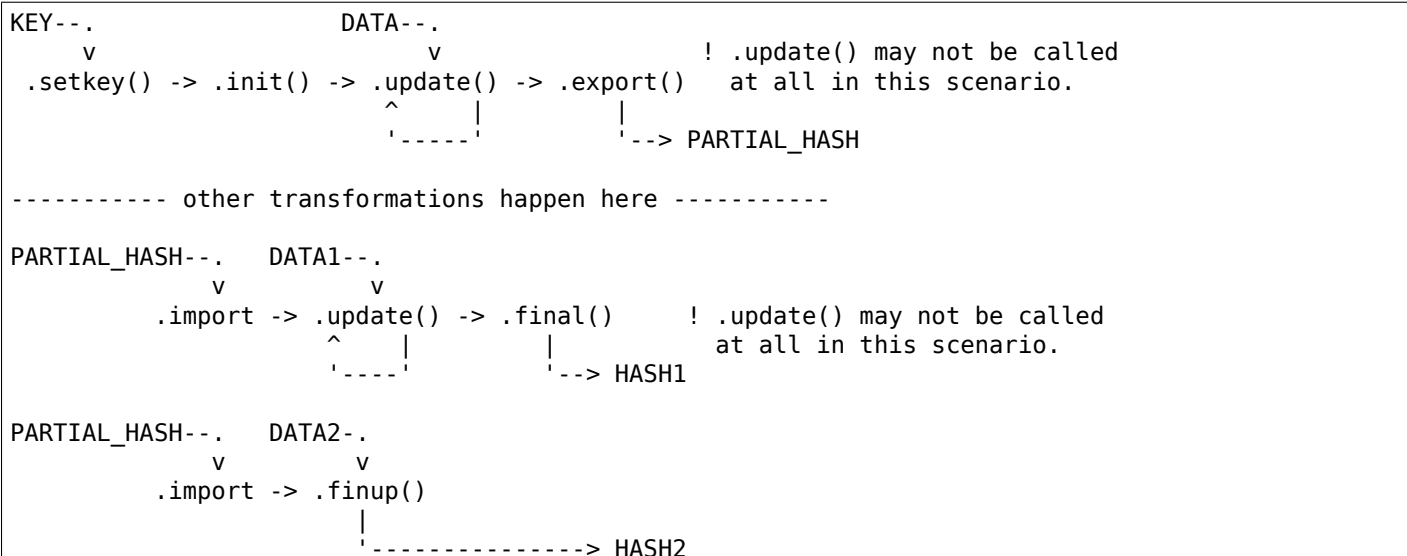 KEY--.                 DATA--.
     v                       v                    ! .update() may not be called
 .setkey() -> .init() -> .update() -> .export()   at all in this scenario.
                          ^     |         |
                          '-----'         '--> PARTIAL_HASH

----------- other transformations happen here -----------

PARTIAL_HASH--.   DATA1--.
              v          v
          .import -> .update() -> .final()     ! .update() may not be called
                      ^    |         |           at all in this scenario.
                      '----'         '--> HASH1

PARTIAL_HASH--.   DATA2-.
              v         v
          .import -> .finup()
                        |
                        '---------------> HASH2